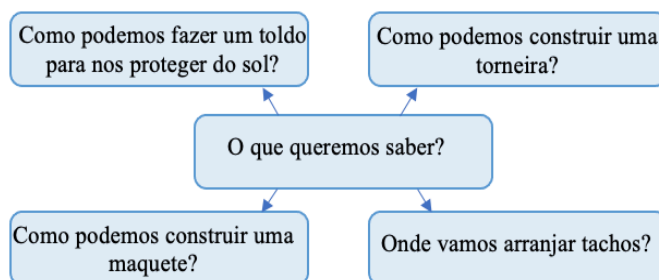 Como podemos fazer um toldo
para nos proteger do sol?
Como podemos construir uma
torneira?
O que queremos saber?
Como podemos construir uma
maquete?
Onde vamos arranjar tachos?